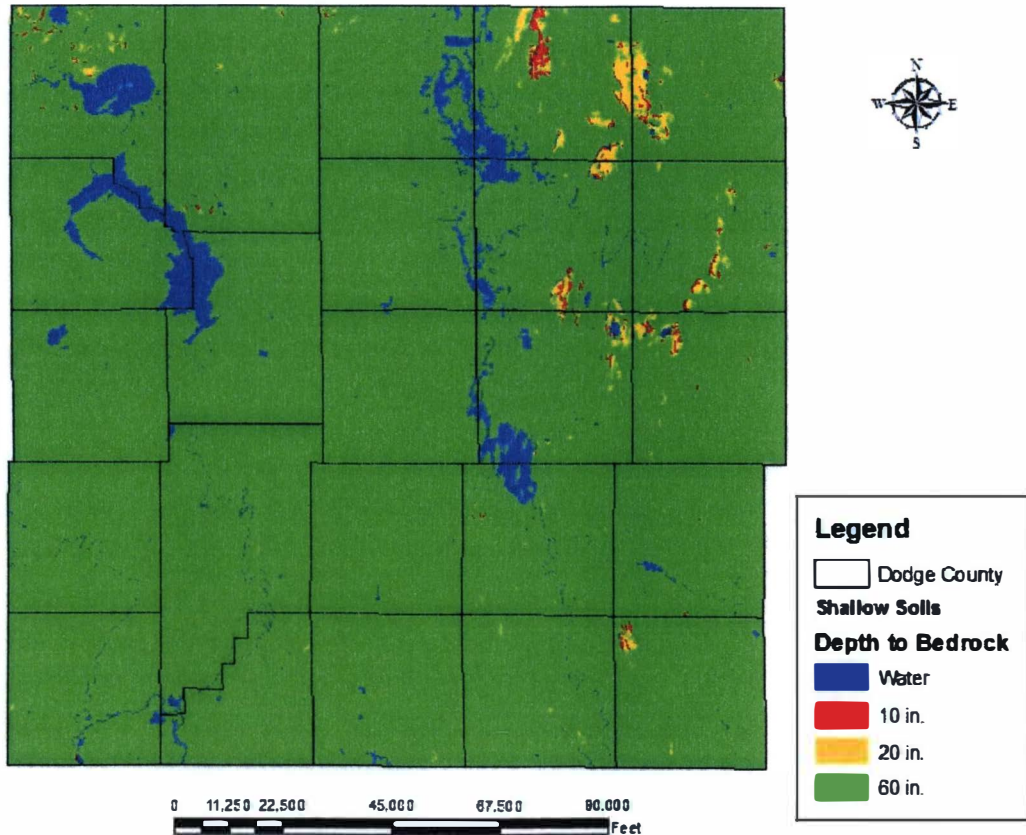 N
W E
S
Legend
Dodge County
Shallow Soils
Depth to Bedrock
Water
10 in.
20 in.
60 in.
0 11,250 22,500 45,000 67,500 90,000
Feet